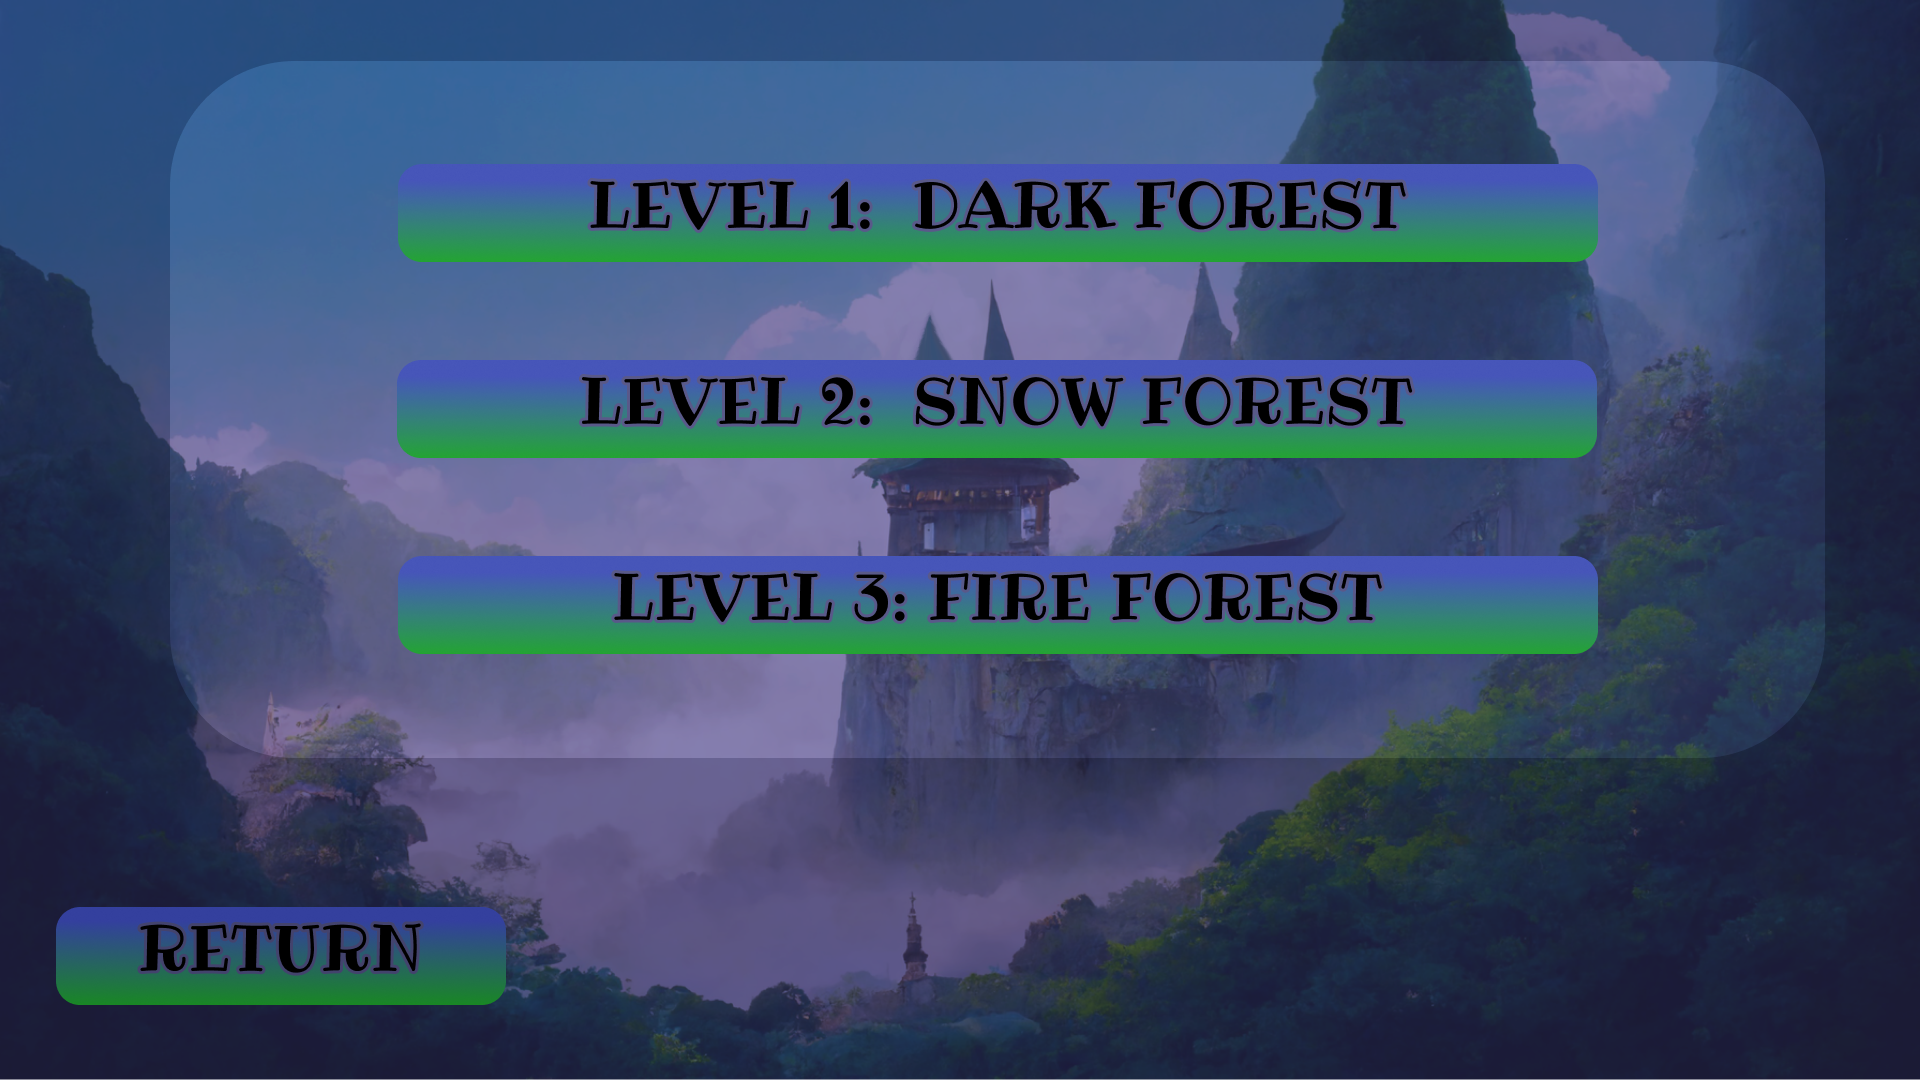 LEVEL 1: DARK FOREST
LEVEL 2: SNOW FOREST
LEVEL 3: FIRE FOREST
RETURN